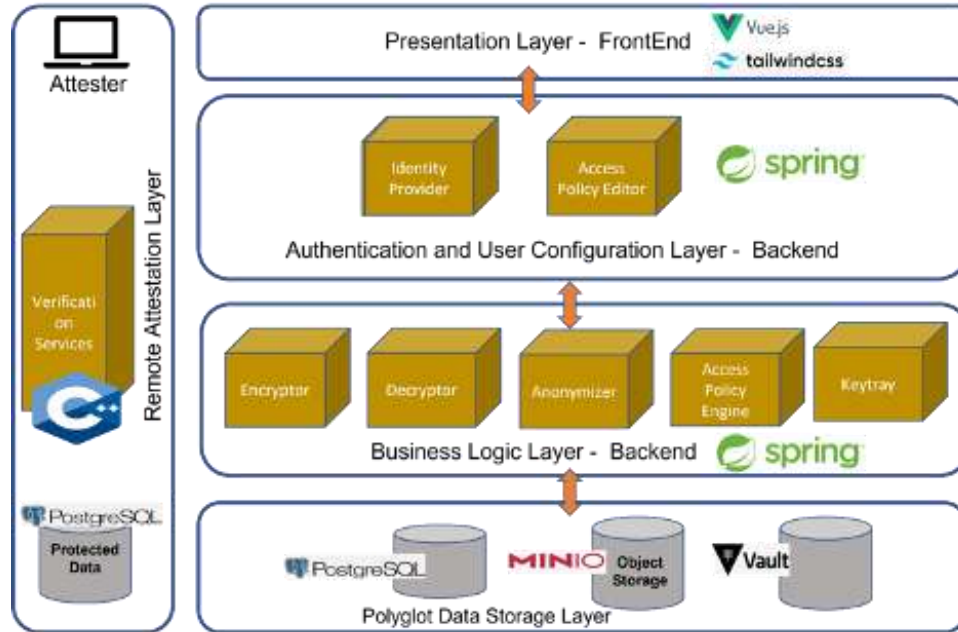 Attester
Verificati
on
Services
C++
Remote Attestation Layer
PostgreSQL
Protected
Data
Presentation Layer - FrontEnd
Vue.js
tailwindcss
Identity
Provider
Access
Policy Editor
spring
Authentication and User Configuration Layer - Backend
Encryptor
Decryptor
Anonymizer
Access
Policy
Engine
Keytray
Business Logic Layer - Backend
spring
PostgreSQL
MINIO
Object
Storage
Vault
Polyglot Data Storage Layer